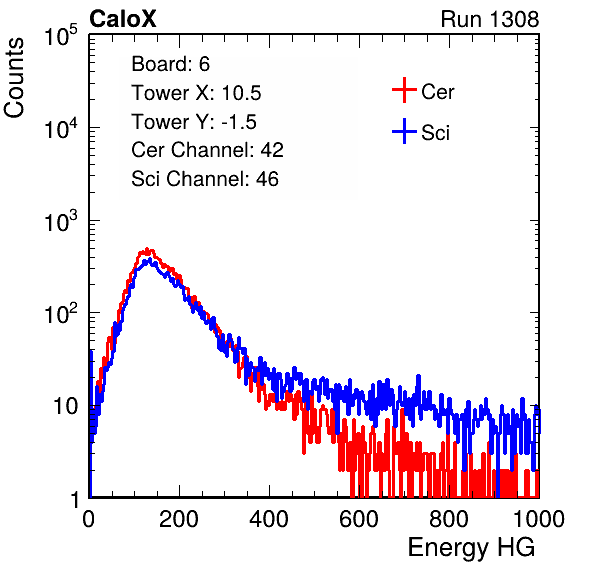 CaloX Run 1308
Counts
10^5
10^4
10^3
10^2
10
1
Board: 6
Tower X: 10.5
Tower Y: -1.5
Cer Channel: 42
Sci Channel: 46
Cer
Sci
0 200 400 600 800 1000
Energy HG